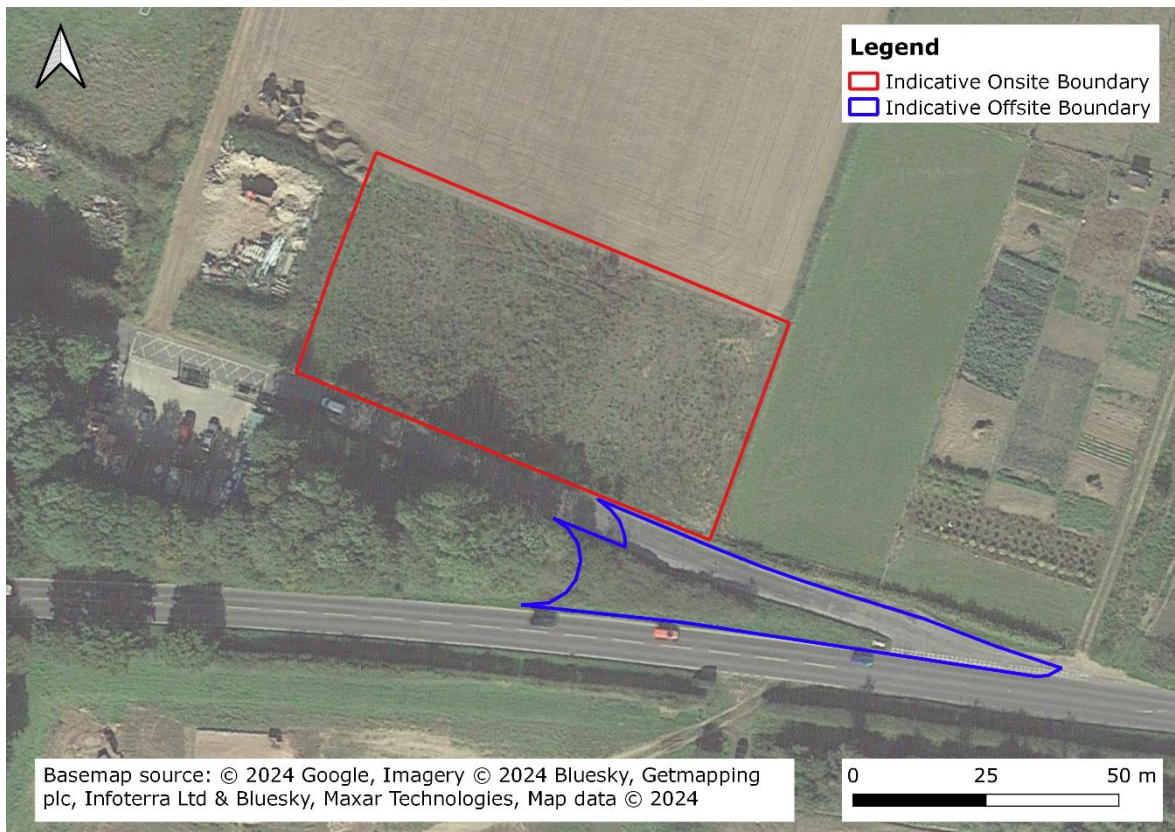 Legend
Indicative Onsite Boundary
Indicative Offsite Boundary
Basemap source: © 2024 Google, Imagery © 2024 Bluesky, Getmapping
plc, Infoterra Ltd & Bluesky, Maxar Technologies, Map data © 2024
0 25 50 m